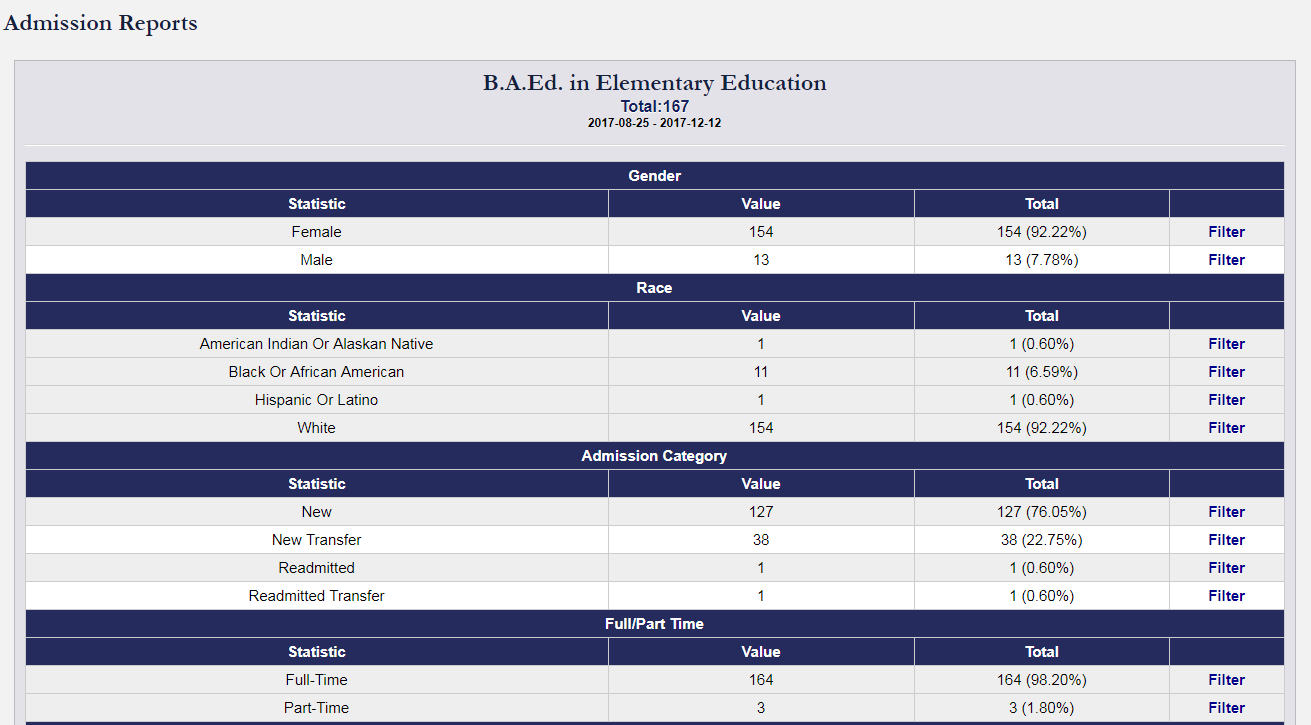 Admission Reports
B.A.Ed. in Elementary Education
Total:167
2017-08-25 - 2017-12-12
Gender
Statistic Value Total
Female 154 154 (92.22%) Filter
Male 13 13 (7.78%) Filter
Race
Statistic Value Total
American Indian Or Alaskan Native 1 1 (0.60%) Filter
Black Or African American 11 11 (6.59%) Filter
Hispanic Or Latino 1 1 (0.60%) Filter
White 154 154 (92.22%) Filter
Admission Category
Statistic Value Total
New 127 127 (76.05%) Filter
New Transfer 38 38 (22.75%) Filter
Readmitted 1 1 (0.60%) Filter
Readmitted Transfer 1 1 (0.60%) Filter
Full/Part Time
Statistic Value Total
Full-Time 164 164 (98.20%) Filter
Part-Time 3 3 (1.80%) Filter